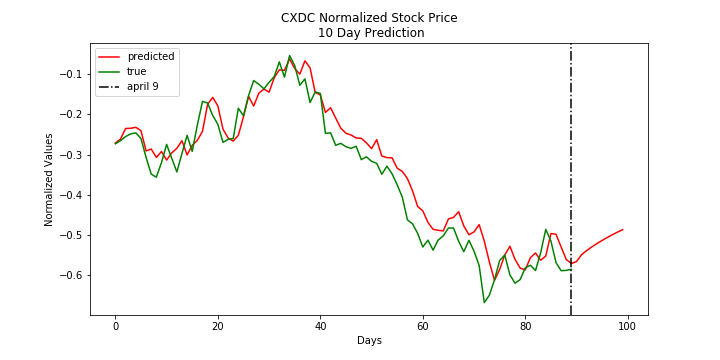 CXDC Normalized Stock Price
10 Day Prediction
predicted
true
april 9
Normalized Values
−0.1
−0.2
−0.3
−0.4
−0.5
−0.6
0 20 40 60 80 100
Days